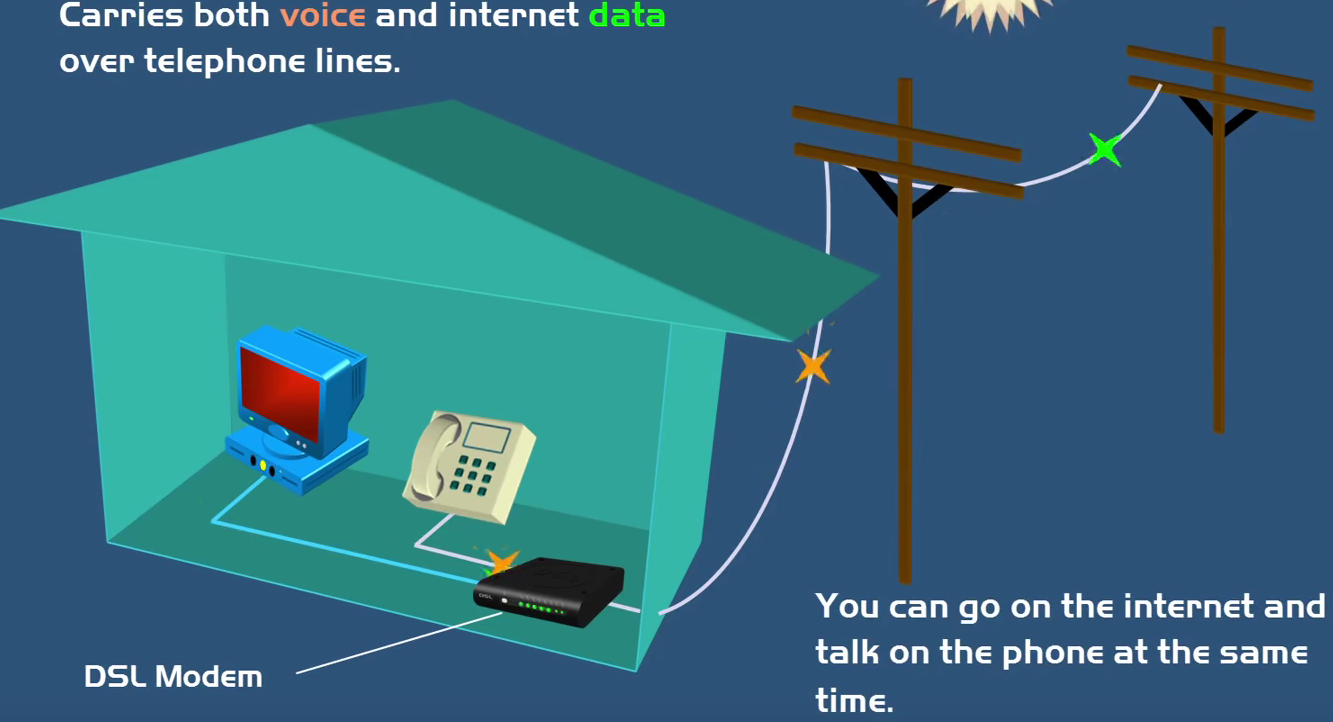 Carries both voice and internet data
over telephone lines.
DSL
DSL Modem
You can go on the internet and
talk on the phone at the same
time.